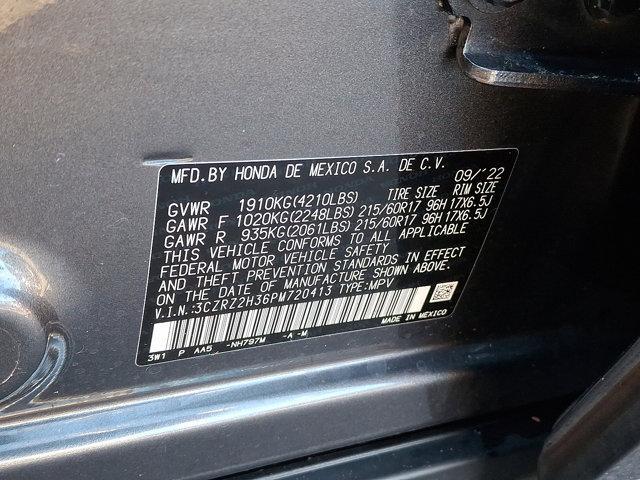 MFD.BY HONDA DE MEXICO S.A. DE C.V. 09/'22
GVWR 1910KG(4210LBS) TIRE SIZE RIM SIZE
GAWR F 1020KG(2248LBS) 215/60R17 96H 17X6.5J
GAWR R 935KG(2061LBS) 215/60R17 96H 17X6.5J
THIS VEHICLE CONFORMS TO ALL APPLICABLE
FEDERAL MOTOR VEHICLE SAFETY
AND THEFT PREVENTION STANDARDS IN EFFECT
ON THE DATE OF MANUFACTURE SHOWN ABOVE.
V.I.N.:3CZRZ2H36PM720413 TYPE:MPV
MADE IN MEXICO
3W1 P AA5 -NH797M -A-M